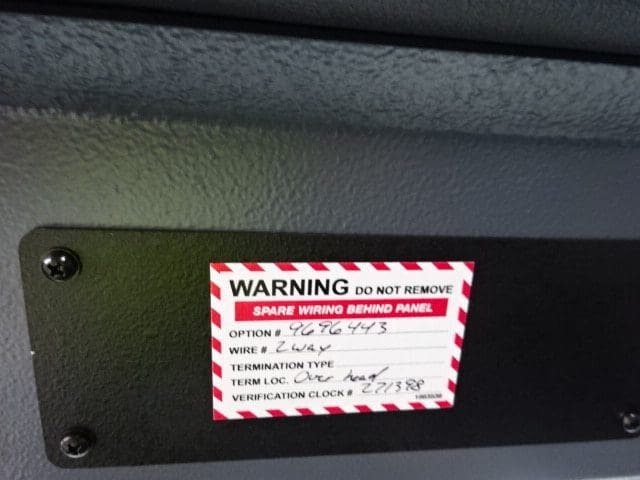 WARNING DO NOT REMOVE
SPARE WIRING BEHIND PANEL
OPTION # 9696443
WIRE # 2way
TERMINATION TYPE
TERM LOC. Over head
VERIFICATION CLOCK # 271398